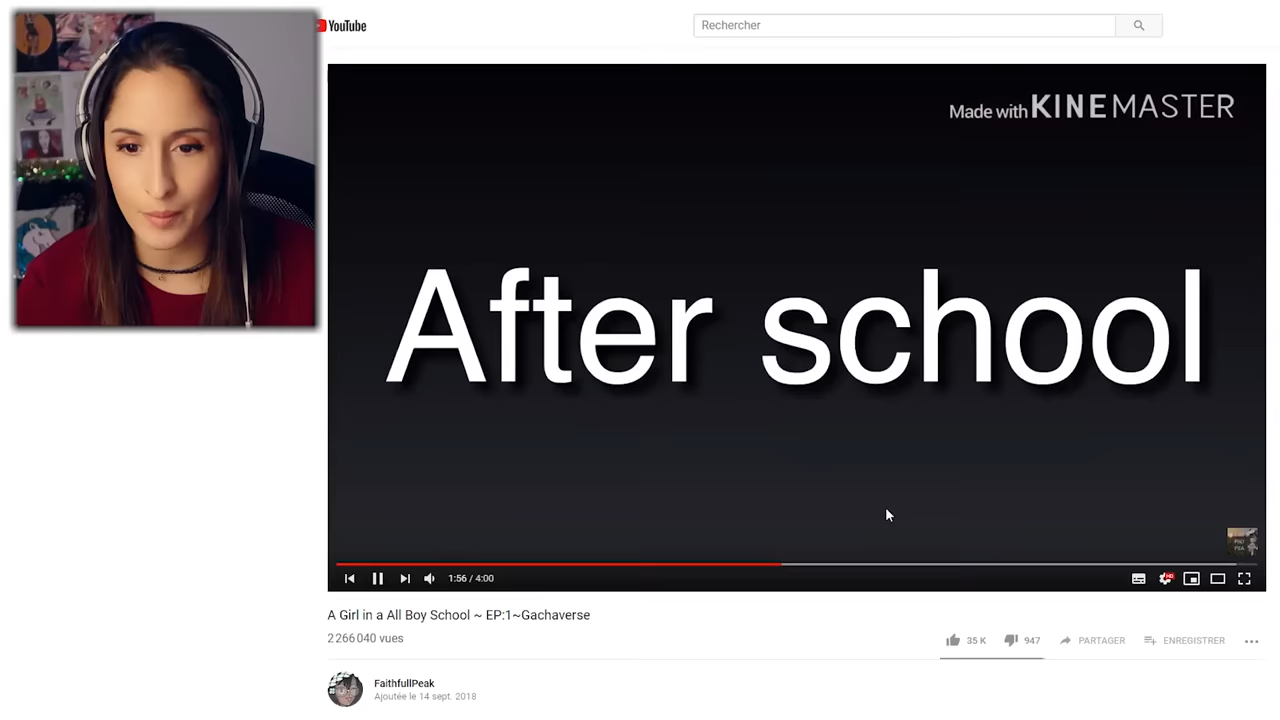 YouTube
Rechercher
Made with KINEMASTER
After school
1:56 / 4:00
HD
A Girl in a All Boy School ~ EP:1~Gachaverse
2 266 040 vues
35 K
947
PARTAGER
ENREGISTRER
FaithfullPeak
Ajoutée le 14 sept. 2018